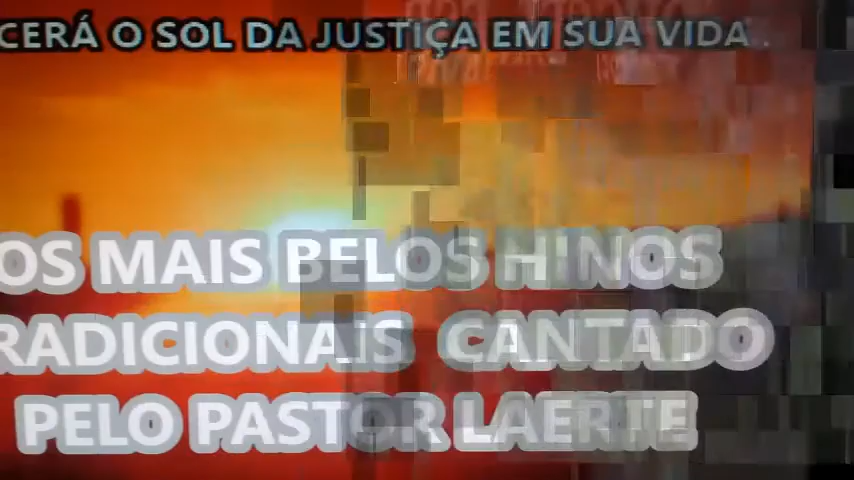 CERÁ O SOL DA JUSTIÇA EM SUA VIDA .
OS MAIS BELOS HINOS
RADICIONAIS CANTADO
PELO PASTOR LAERTE